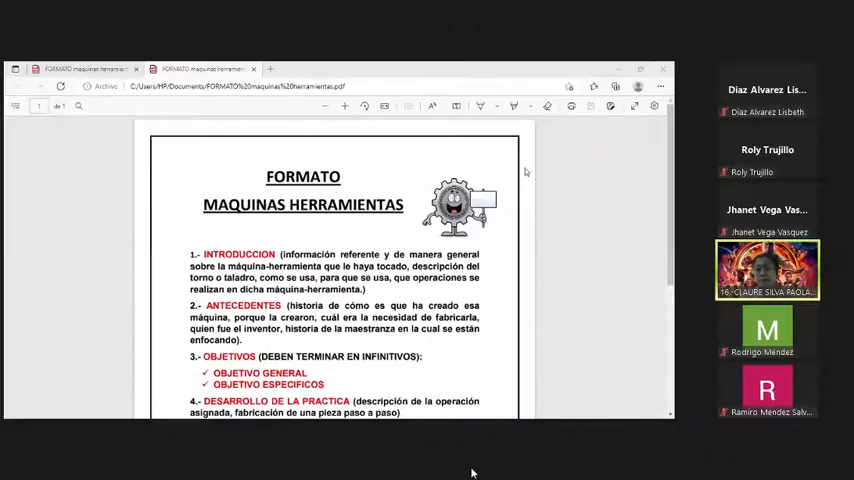 FORMATO maquinas herramient
FORMATO maquinas herramient
Archivo
C:/Users/HP/Documents/FORMATO%20maquinas%20herramientas.pdf
1
de 1
FORMATO
MAQUINAS HERRAMIENTAS
1.- INTRODUCCION (información referente y de manera general
sobre la máquina-herramienta que le haya tocado, descripción del
torno o taladro, como se usa, para que se usa, que operaciones se
realizan en dicha máquina-herramienta.)
2.- ANTECEDENTES (historia de cómo es que ha creado esa
máquina, porque la crearon, cuál era la necesidad de fabricarla,
quien fue el inventor, historia de la maestranza en la cual se están
enfocando).
3.- OBJETIVOS (DEBEN TERMINAR EN INFINITIVOS):
✓ OBJETIVO GENERAL
✓ OBJETIVO ESPECIFICOS
4.- DESARROLLO DE LA PRACTICA (descripción de la operación
asignada, fabricación de una pieza paso a paso)
Diaz Alvarez Lis...
Diaz Alvarez Lisbeth
Roly Trujillo
Roly Trujillo
Jhanet Vega Vas...
Jhanet Vega Vasquez
16.-CLAURE SILVA PAOLA...
M
Rodrigo Méndez
R
Ramiro Mendez Salv...